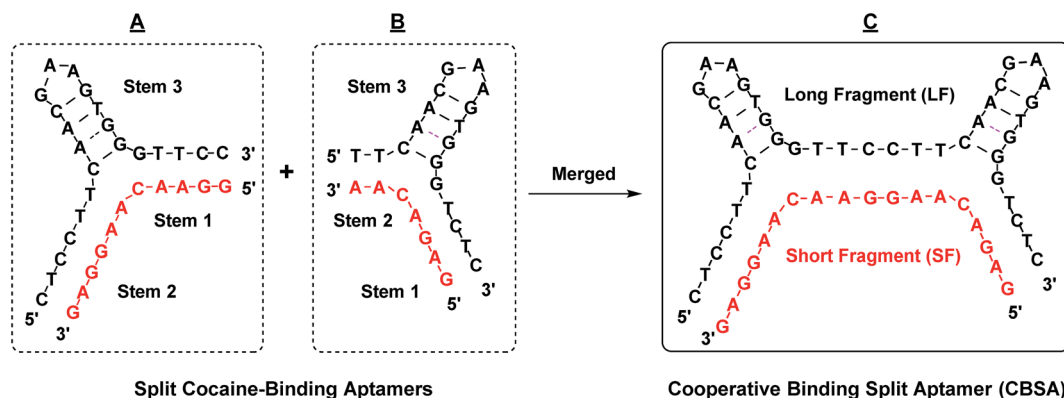 A
B
C
5'
C T C C T T C A A C G A A G T G G G-T-T-C-C
3'
Stem 3
Stem 1
Stem 2
C-A-A-G-G
5'
A A G G A G
3'
+
Stem 3
5'
T-T-C A A C G A A G T G G G T C T C
3'
3'
A-A-C A G A G
5'
Stem 2
Stem 1
Merged
Long Fragment (LF)
5'
C T C C T T C A A C G A A G T G G G-T-T-C-C-T-T-C A A C G A A G T G G G T C T C
3'
3'
G A G G A A C-A-A-G-G-A-A-C A G A G
5'
Short Fragment (SF)
Split Cocaine-Binding Aptamers
Cooperative Binding Split Aptamer (CBSA)